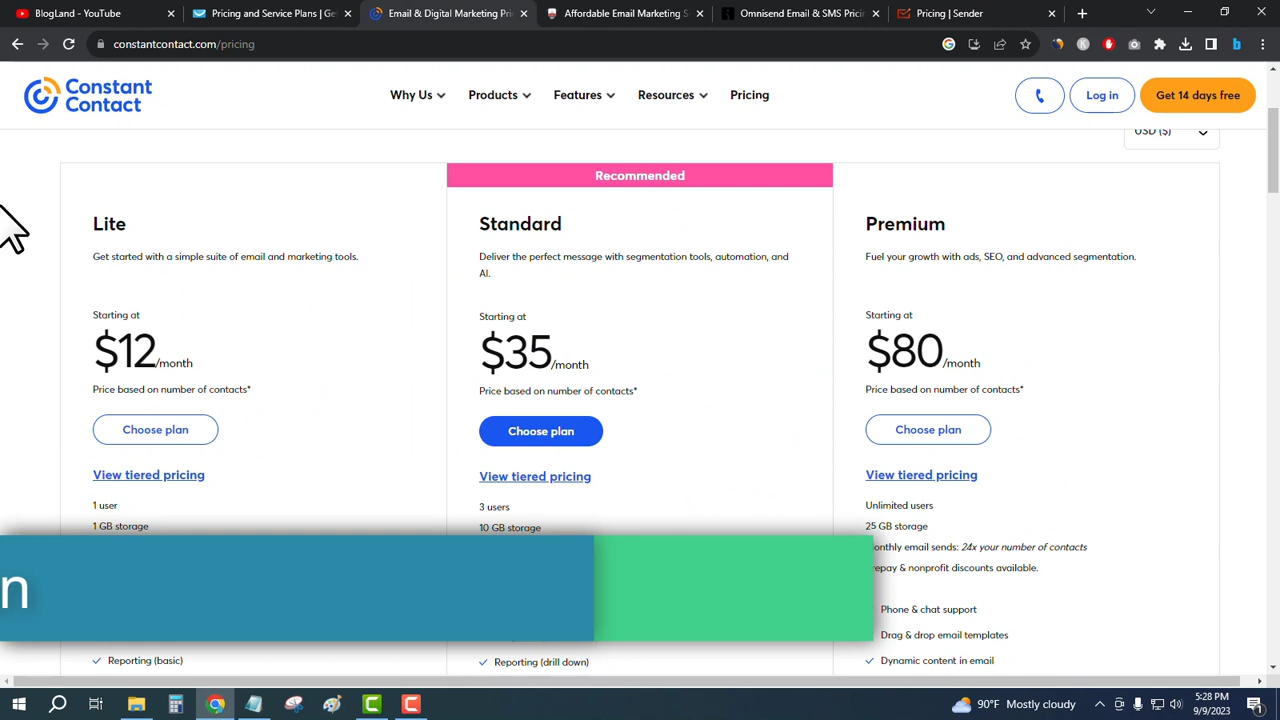 BlogLand - YouTube
Pricing and Service Plans | Ge
Email & Digital Marketing Pri
Affordable Email Marketing S
Omnisend Email & SMS Pricin
Pricing | Sender
constantcontact.com/pricing
Constant
Contact
Why Us
Products
Features
Resources
Pricing
Log in
Get 14 days free
USD ($)
Recommended
Lite
Get started with a simple suite of email and marketing tools.
Starting at
$12/month
Price based on number of contacts*
Choose plan
View tiered pricing
1 user
1 GB storage
Reporting (basic)
Standard
Deliver the perfect message with segmentation tools, automation, and
AI.
Starting at
$35/month
Price based on number of contacts*
Choose plan
View tiered pricing
3 users
10 GB storage
Reporting (drill down)
Premium
Fuel your growth with ads, SEO, and advanced segmentation.
Starting at
$80/month
Price based on number of contacts*
Choose plan
View tiered pricing
Unlimited users
25 GB storage
onthly email sends: 24x your number of contacts
repay & nonprofit discounts available.
Phone & chat support
Drag & drop email templates
Dynamic content in email
n
90°F Mostly cloudy
5:28 PM
9/9/2023